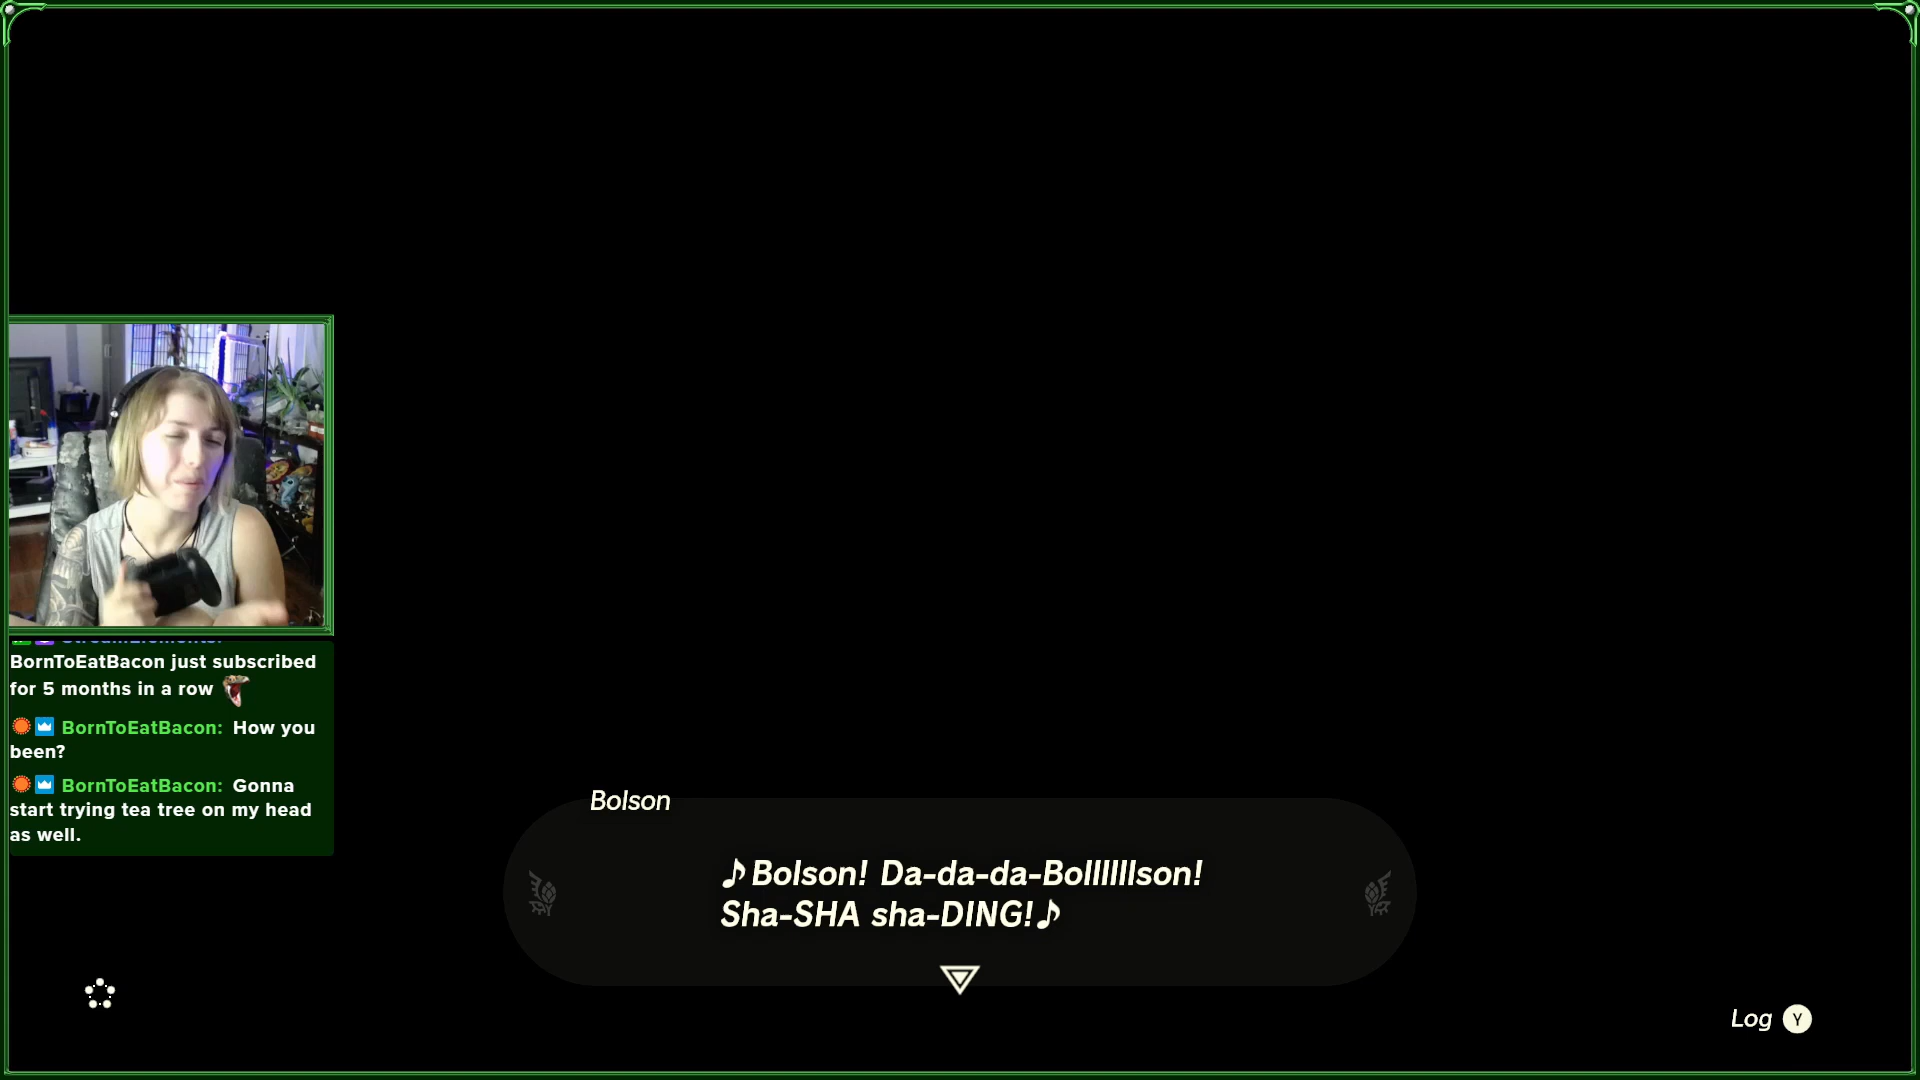 BornToEatBacon just subscribed
for 5 months in a row
BornToEatBacon: How you
been?
BornToEatBacon: Gonna
start trying tea tree on my head
as well.
Bolson
♪Bolson! Da-da-da-Bollllllson!
Sha-SHA sha-DING!♪
Log Y